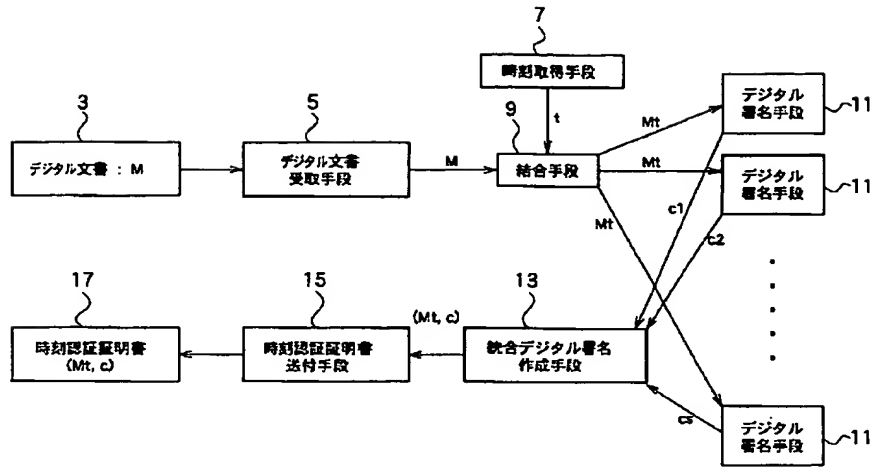 7
時刻取得手段
3
5
9
t
デジタル文書 : M
デジタル文書
受取手段
M
結合手段
Mt
Mt
Mt
デジタル
署名手段
11
デジタル
署名手段
11
c1
c2
17
15
13
時刻認証証明書
(Mt, c)
時刻認証証明書
送付手段
(Mt, c)
統合デジタル署名
作成手段
cs
デジタル
署名手段
11